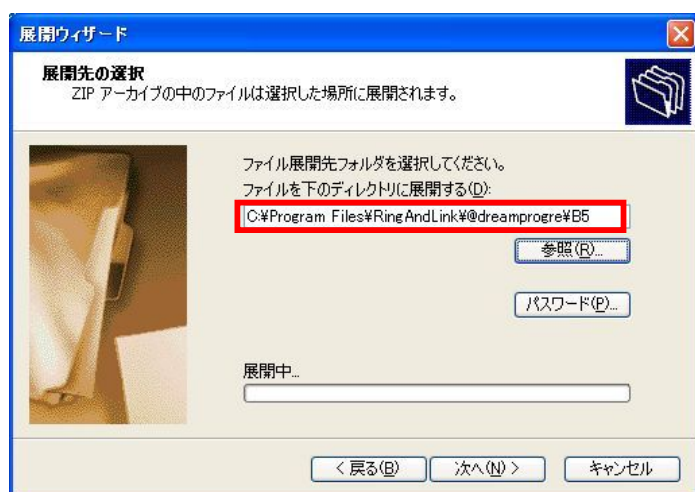 展開ウィザード
展開先の選択
ZIP アーカイブの中のファイルは選択した場所に展開されます。
ファイル展開先フォルダを選択してください。
ファイルを下のディレクトリに展開する(D):
C:¥Program Files¥RingAndLink¥@dreamprogre¥B5
参照(R)...
パスワード(P)...
展開中...
< 戻る(B)
次へ(N) >
キャンセル